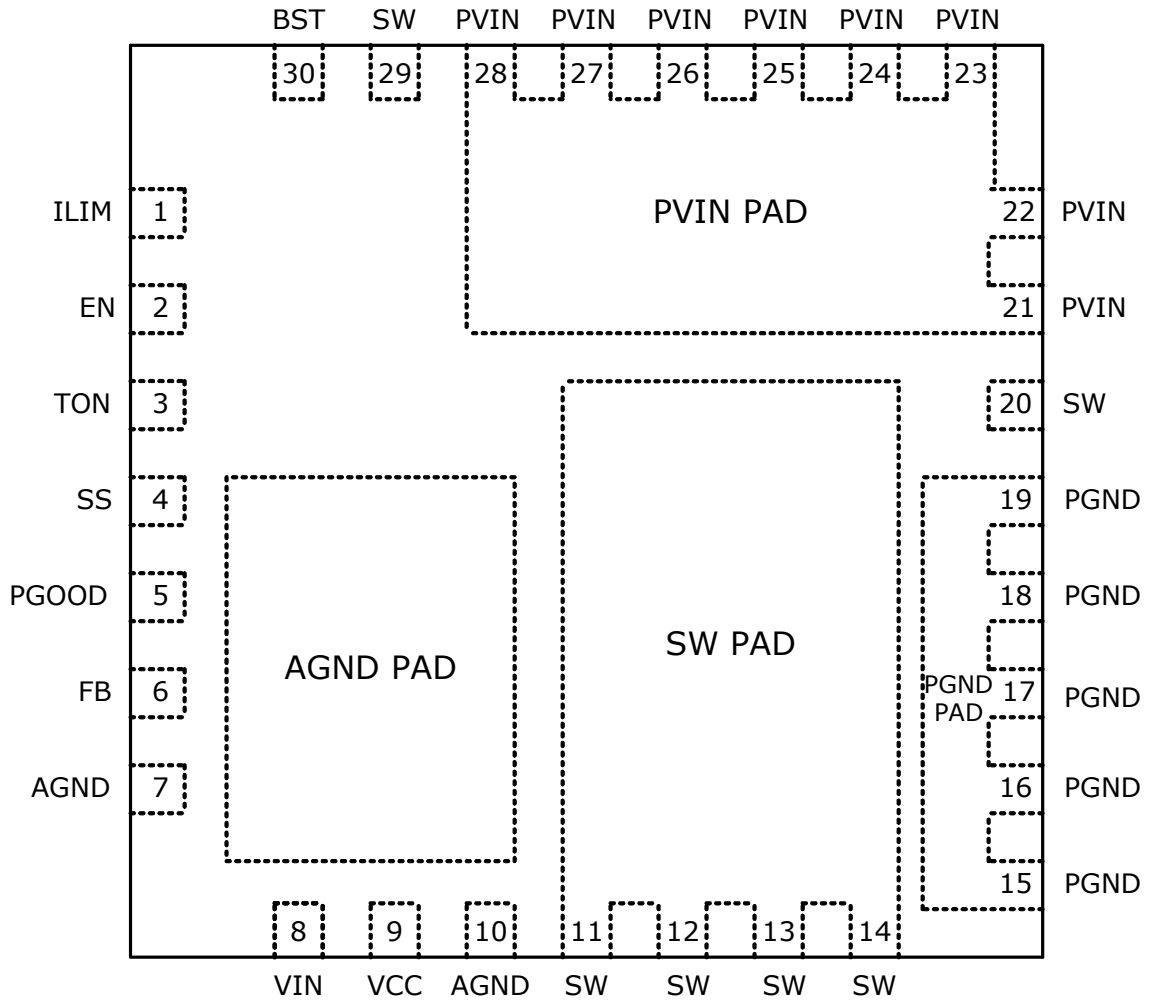 BST SW PVIN PVIN PVIN PVIN PVIN PVIN
30 29 28 27 26 25 24 23
ILIM 1 PVIN PAD 22 PVIN
EN 2 21 PVIN
TON 3 20 SW
SS 4 19 PGND
PGOOD 5 18 PGND
AGND PAD SW PAD
FB 6 PGND 17 PGND
PAD
AGND 7 16 PGND
15 PGND
8 9 10 11 12 13 14
VIN VCC AGND SW SW SW SW